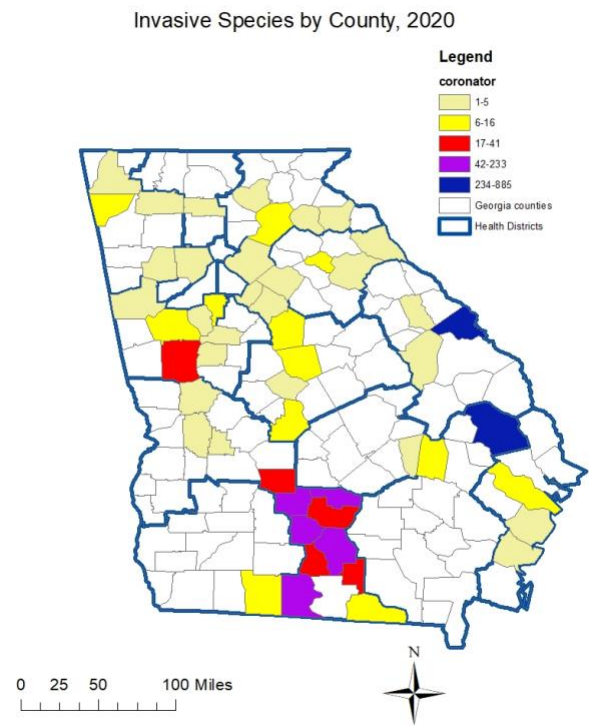 Invasive Species by County, 2020
Legend
coronator
1-5
6-16
17-41
42-233
234-885
Georgia counties
Health Districts
0 25 50 100 Miles
N